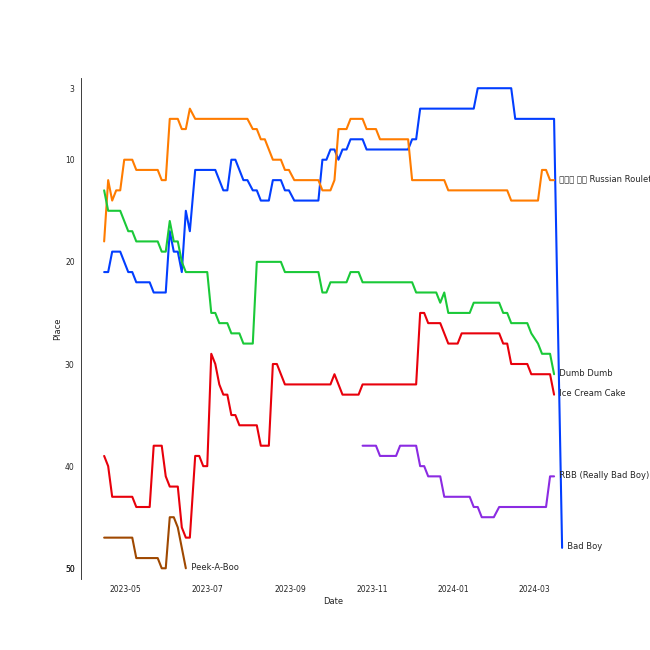 3
10
20
30
40
50
Place
2023-05
2023-07
2023-09
2023-11
2024-01
2024-03
Date
Russian Roulet
Dumb Dumb
Ice Cream Cake
RBB (Really Bad Boy)
Bad Boy
Peek-A-Boo